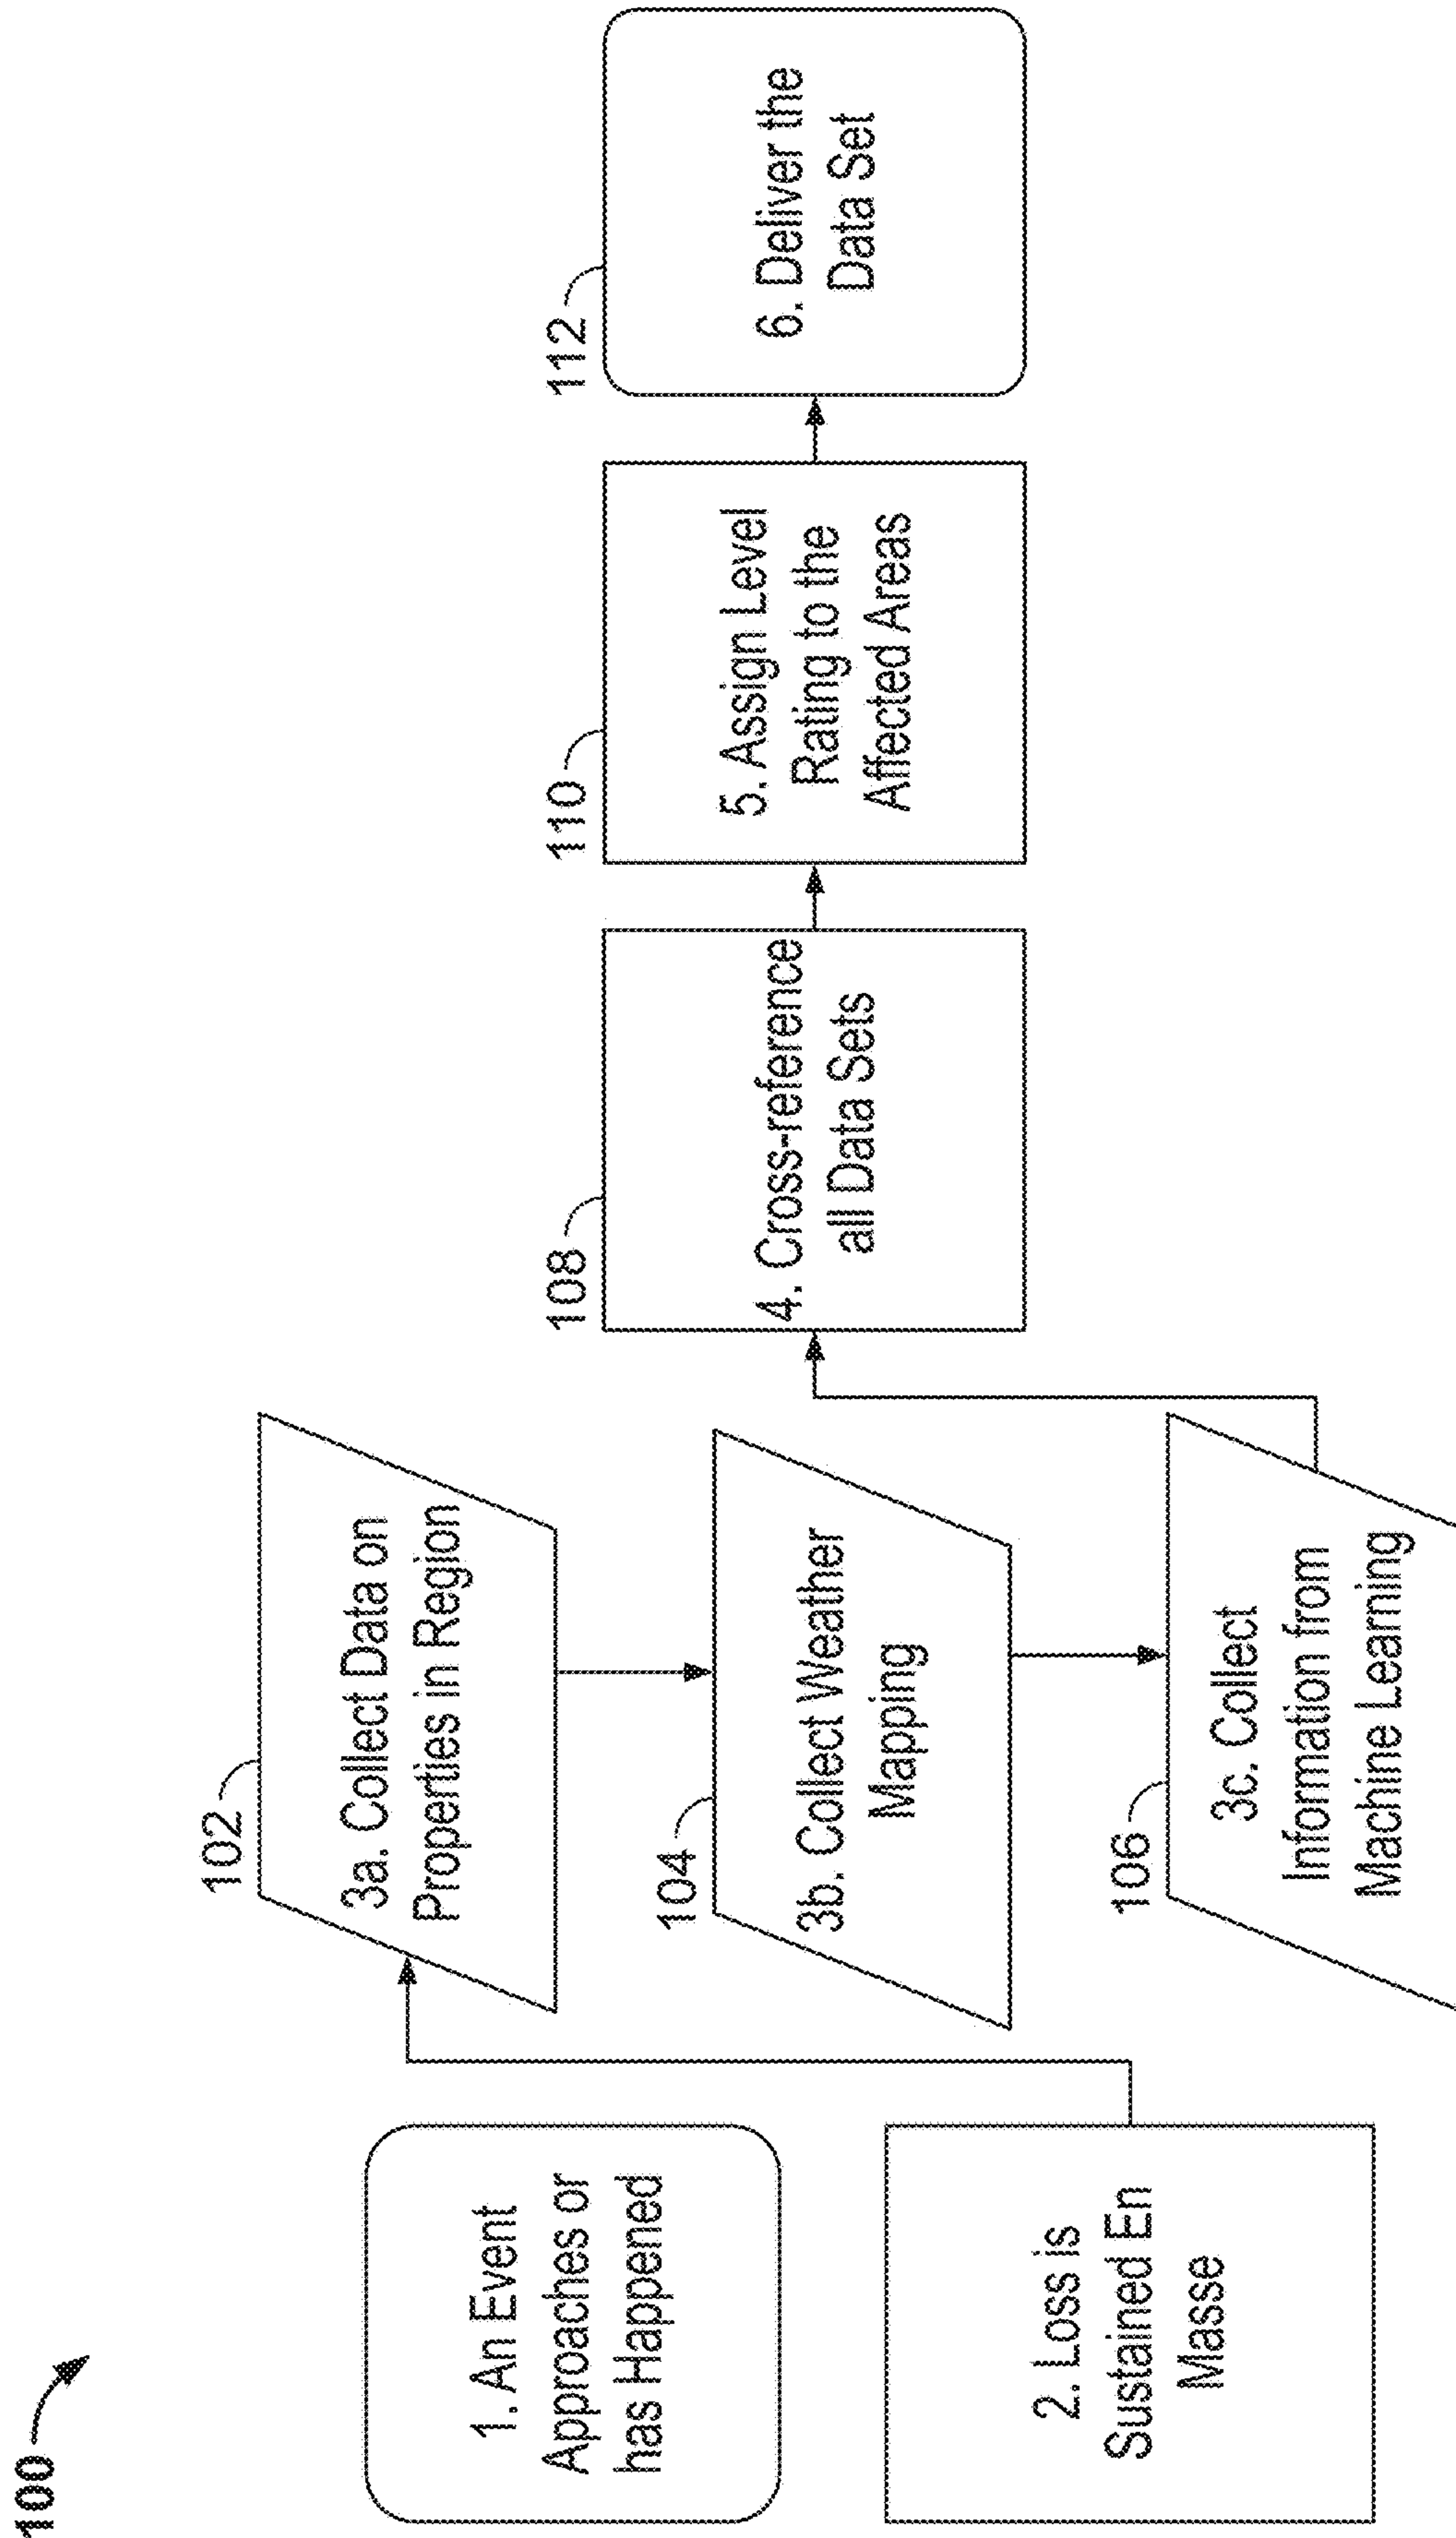 100
1. An Event
Approaches or
has Happened
2. Loss is
Sustained En
Masse
102
3a. Collect Data on
Properties in Region
104
3b. Collect Weather
Mapping
106
3c. Collect
Information from
Machine Learning
108
4. Cross-reference
all Data Sets
110
5. Assign Level
Rating to the
Affected Areas
112
6. Deliver the
Data Set